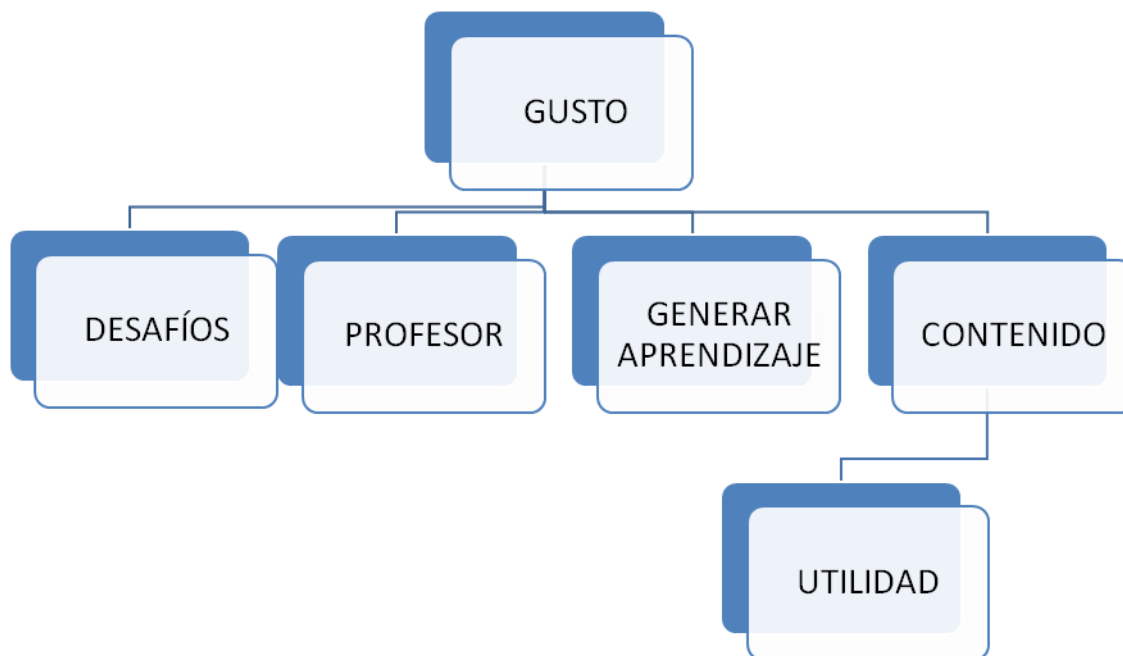 GUSTO
DESAFÍOS
PROFESOR
GENERAR
APRENDIZAJE
CONTENIDO
UTILIDAD